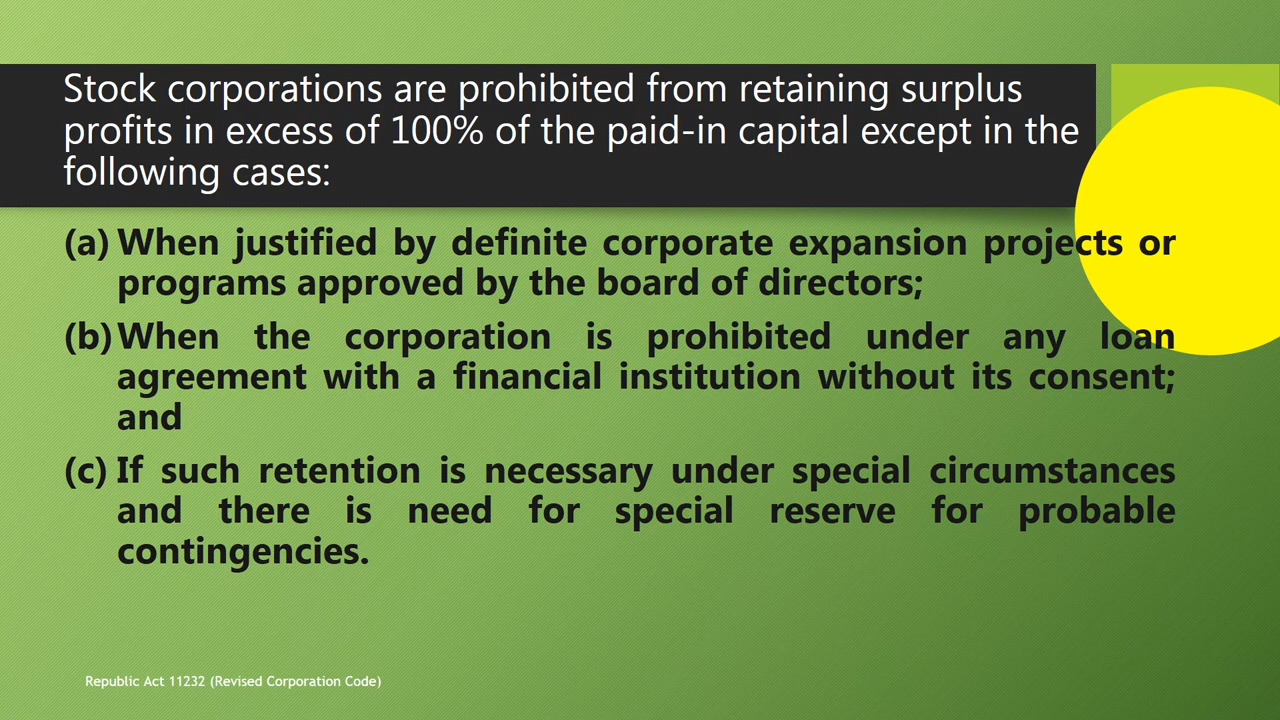 Stock corporations are prohibited from retaining surplus
profits in excess of 100% of the paid-in capital except in the
following cases:
(a) When justified by definite corporate expansion projects or
programs approved by the board of directors;
(b) When the corporation is prohibited under any loan
agreement with a financial institution without its consent;
and
(c) If such retention is necessary under special circumstances
and there is need for special reserve for probable
contingencies.
Republic Act 11232 (Revised Corporation Code)